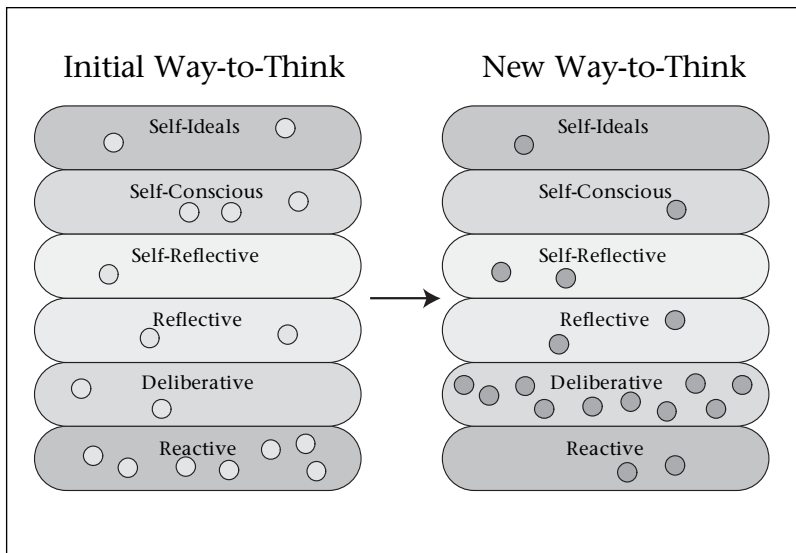 Initial Way-to-Think
Self-Ideals
Self-Conscious
Self-Reflective
Reflective
Deliberative
Reactive
New Way-to-Think
Self-Ideals
Self-Conscious
Self-Reflective
Reflective
Deliberative
Reactive